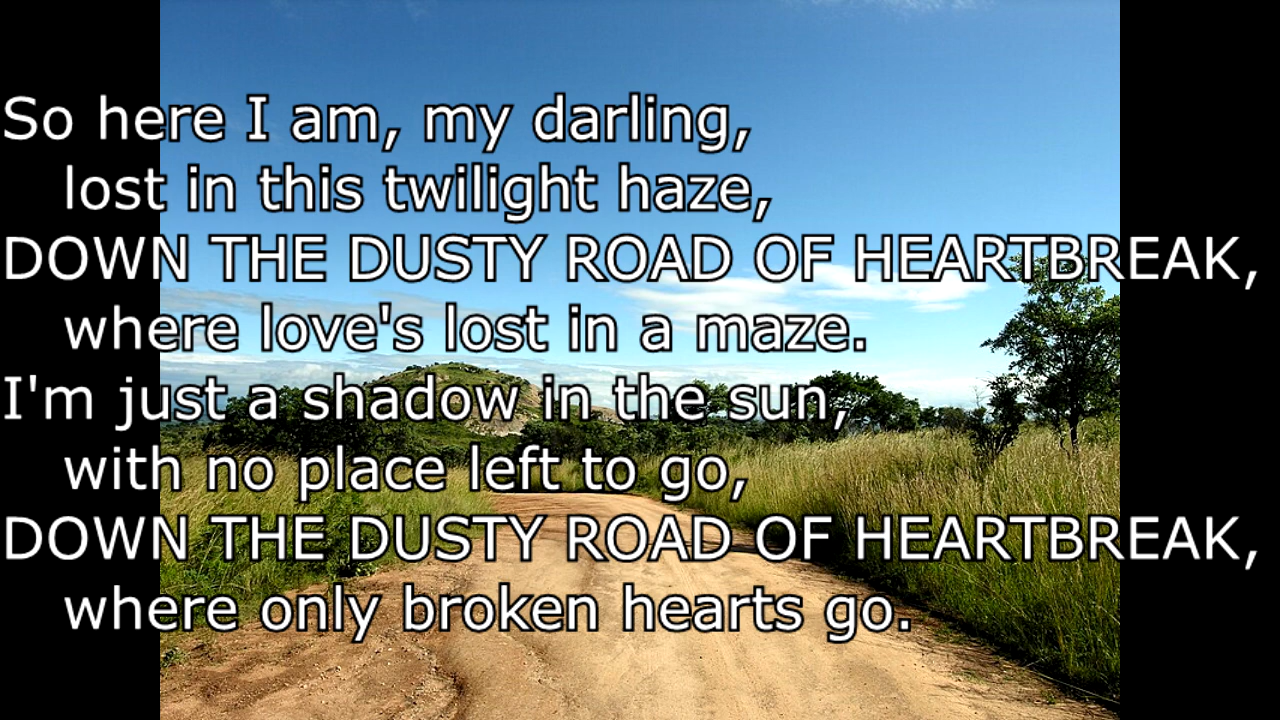 So here I am, my darling,
lost in this twilight haze,
DOWN THE DUSTY ROAD OF HEARTBREAK,
where love's lost in a maze.
I'm just a shadow in the sun,
with no place left to go,
DOWN THE DUSTY ROAD OF HEARTBREAK,
where only broken hearts go.